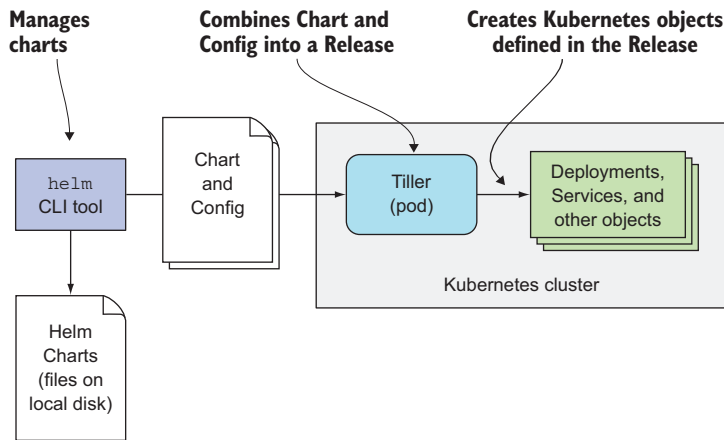 Manages
charts
Combines Chart and
Config into a Release
Creates Kubernetes objects
defined in the Release
helm
CLI tool
Chart
and
Config
Tiller
(pod)
Deployments,
Services, and
other objects
Kubernetes cluster
Helm
Charts
(files on
local disk)